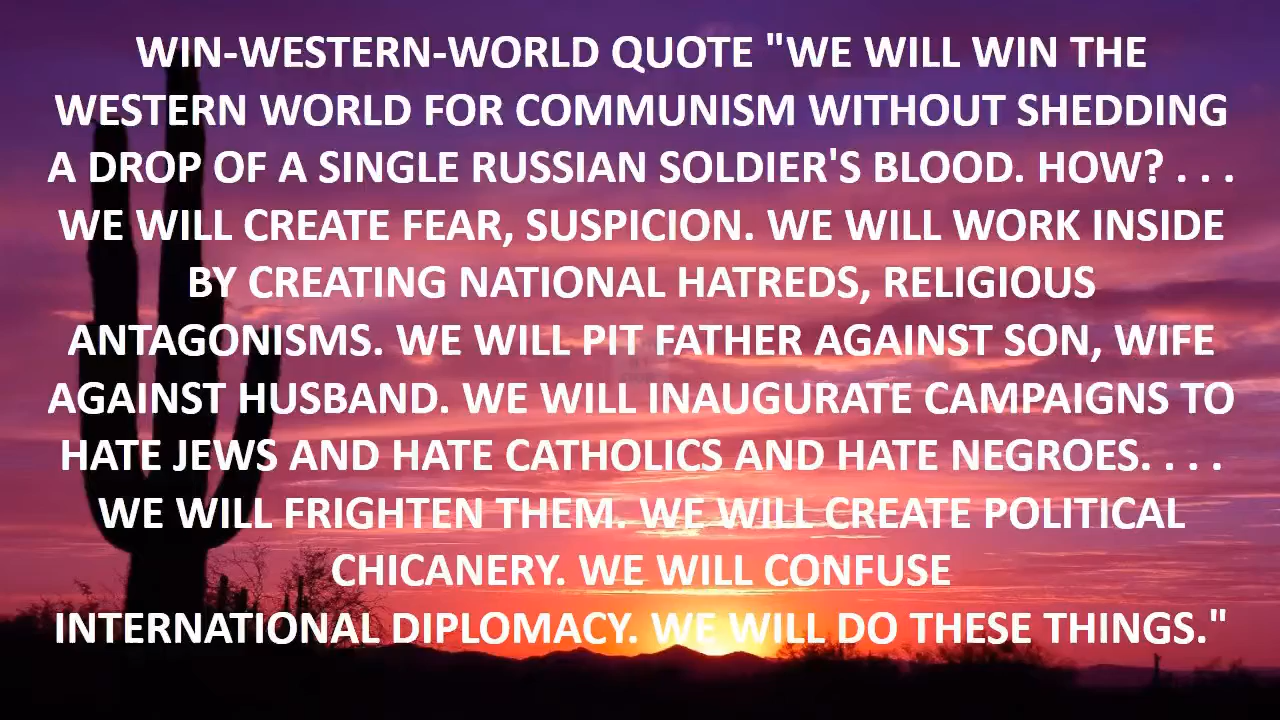 WIN-WESTERN-WORLD QUOTE "WE WILL WIN THE
WESTERN WORLD FOR COMMUNISM WITHOUT SHEDDING
A DROP OF A SINGLE RUSSIAN SOLDIER'S BLOOD. HOW? . . .
WE WILL CREATE FEAR, SUSPICION. WE WILL WORK INSIDE
BY CREATING NATIONAL HATREDS, RELIGIOUS
ANTAGONISMS. WE WILL PIT FATHER AGAINST SON, WIFE
AGAINST HUSBAND. WE WILL INAUGURATE CAMPAIGNS TO
HATE JEWS AND HATE CATHOLICS AND HATE NEGROES. . . .
WE WILL FRIGHTEN THEM. WE WILL CREATE POLITICAL
CHICANERY. WE WILL CONFUSE
INTERNATIONAL DIPLOMACY. WE WILL DO THESE THINGS."